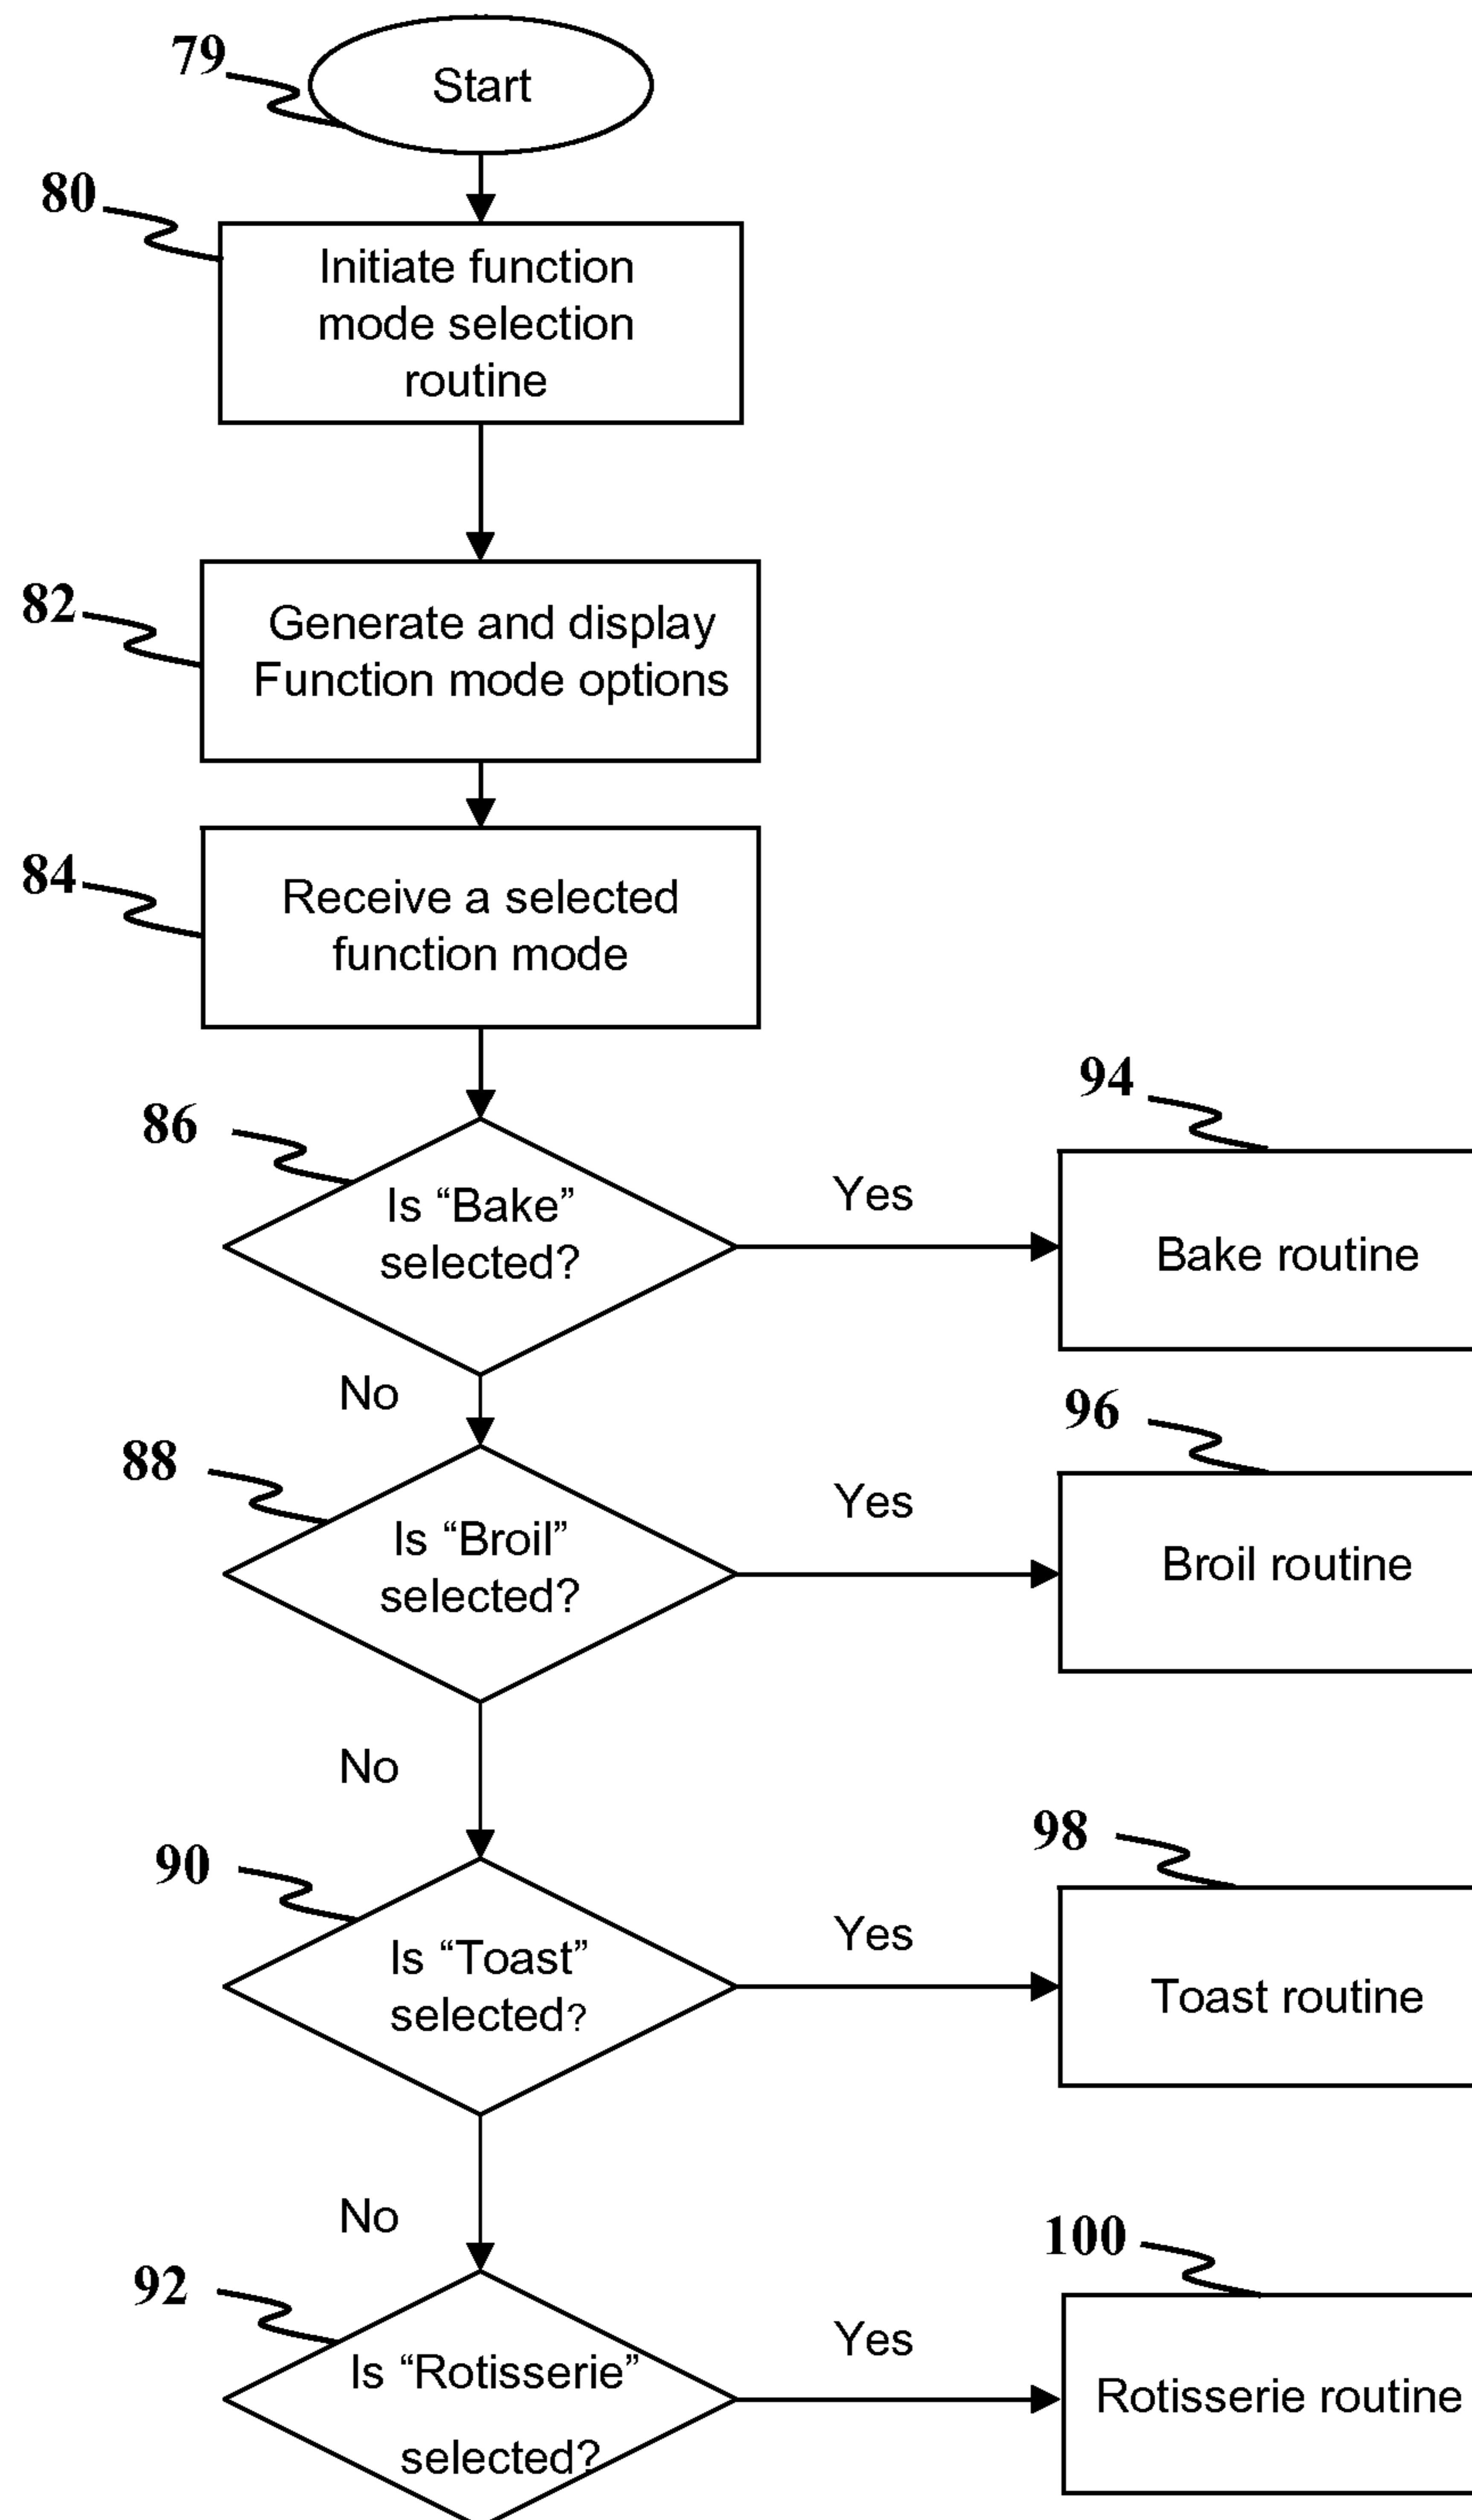 79
Start
80
Initiate function
mode selection
routine
82
Generate and display
Function mode options
84
Receive a selected
function mode
86
Is “Bake”
selected?
Yes
94
Bake routine
No
88
Is “Broil”
selected?
Yes
96
Broil routine
No
90
Is “Toast”
selected?
Yes
98
Toast routine
No
92
Is “Rotisserie”
selected?
Yes
100
Rotisserie routine